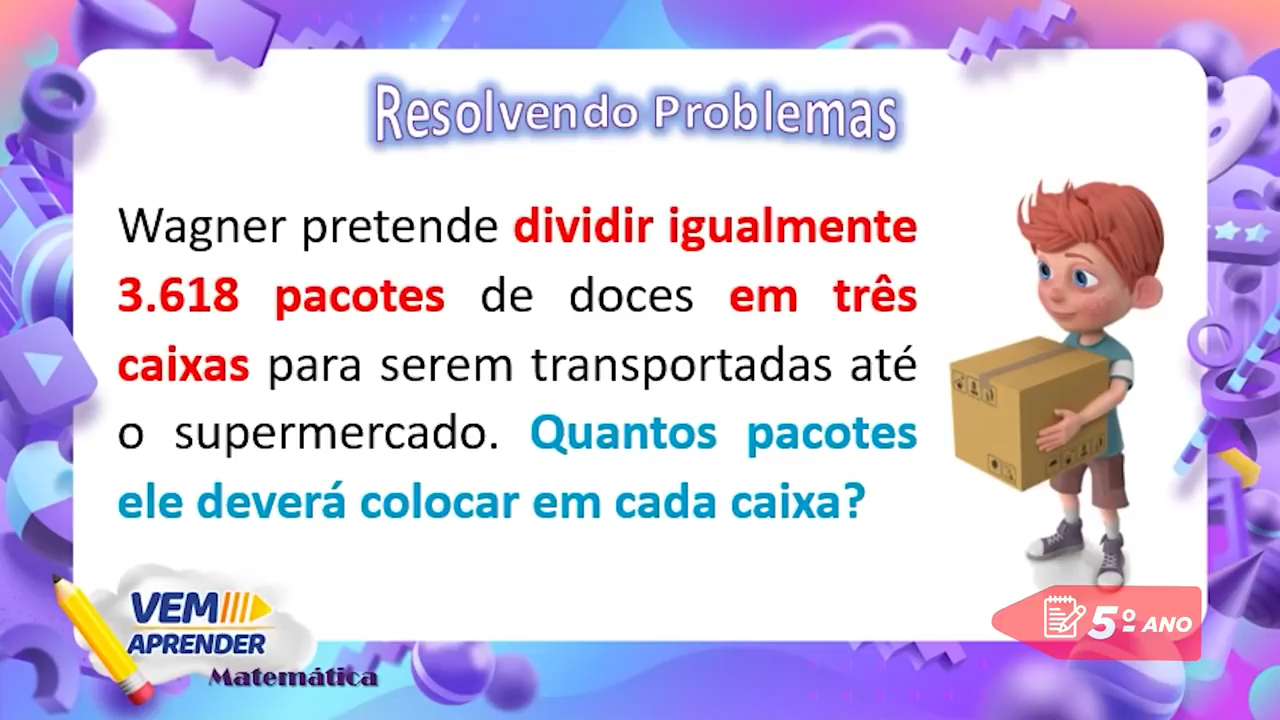 Resolvendo Problemas
Wagner pretende dividir igualmente
3.618 pacotes de doces em três
caixas para serem transportadas até
o supermercado. Quantos pacotes
ele deverá colocar em cada caixa?
VEM
APRENDER
Matemática
5º ANO